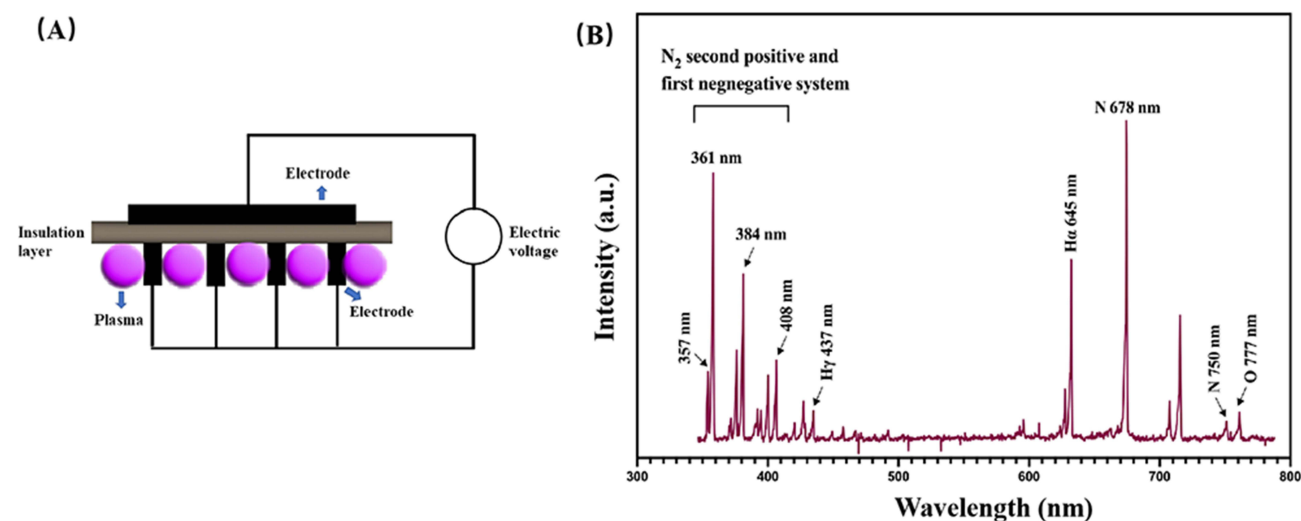 (A)
Electrode
Insulation
layer
Electric
voltage
Plasma
Electrode
(B)
N₂ second positive and
first negnegative system
361 nm
384 nm
357 nm
408 nm
Hγ 437 nm
Hα 645 nm
N 678 nm
N 750 nm
O 777 nm
Intensity (a.u.)
300 400 500 600 700 800
Wavelength (nm)